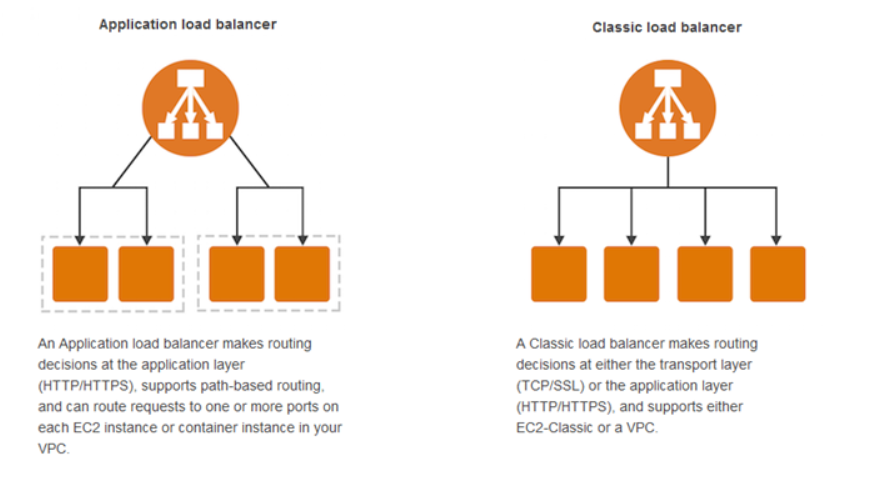 Application load balancer
An Application load balancer makes routing
decisions at the application layer
(HTTP/HTTPS), supports path-based routing,
and can route requests to one or more ports on
each EC2 instance or container instance in your
VPC.
Classic load balancer
A Classic load balancer makes routing
decisions at either the transport layer
(TCP/SSL) or the application layer
(HTTP/HTTPS), and supports either
EC2-Classic or a VPC.